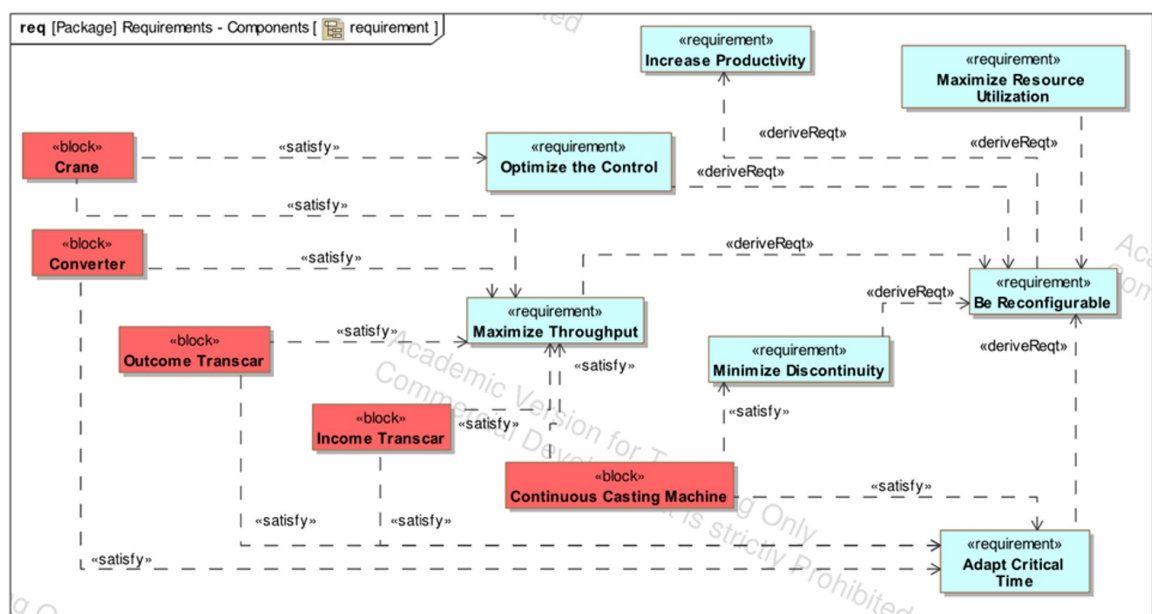 req [Package] Requirements - Components [ requirement ]
«requirement»
Increase Productivity
«requirement»
Maximize Resource
Utilization
«deriveReqt»
«deriveReqt»
«block»
Crane
«satisfy»
«requirement»
Optimize the Control
«deriveReqt»
«satisfy»
«block»
Converter
«satisfy»
«deriveReqt»
«requirement»
Be Reconfigurable
«deriveReqt»
«requirement»
Maximize Throughput
«block»
Outcome Transcar
«satisfy»
«requirement»
Minimize Discontinuity
«deriveReqt»
«satisfy»
«block»
Income Transcar
«satisfy»
«satisfy»
«block»
Continuous Casting Machine
«satisfy»
«satisfy»
«satisfy»
«satisfy»
«requirement»
Adapt Critical
Time
Academic Version for T
Commercial Devel
ng Only
t is strictly Prohibited